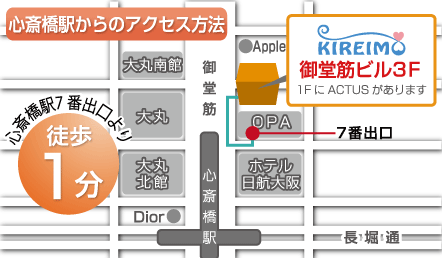 心斎橋駅からのアクセス方法
Apple
KIREIMO
御堂筋ビル3F
1FにACTUSがあります
大丸南館
御堂筋
大丸
OPA
7番出口
心斎橋駅7番出口より
徒歩
1分
大丸
北館
心斎橋駅
ホテル
日航大阪
Dior
長堀通